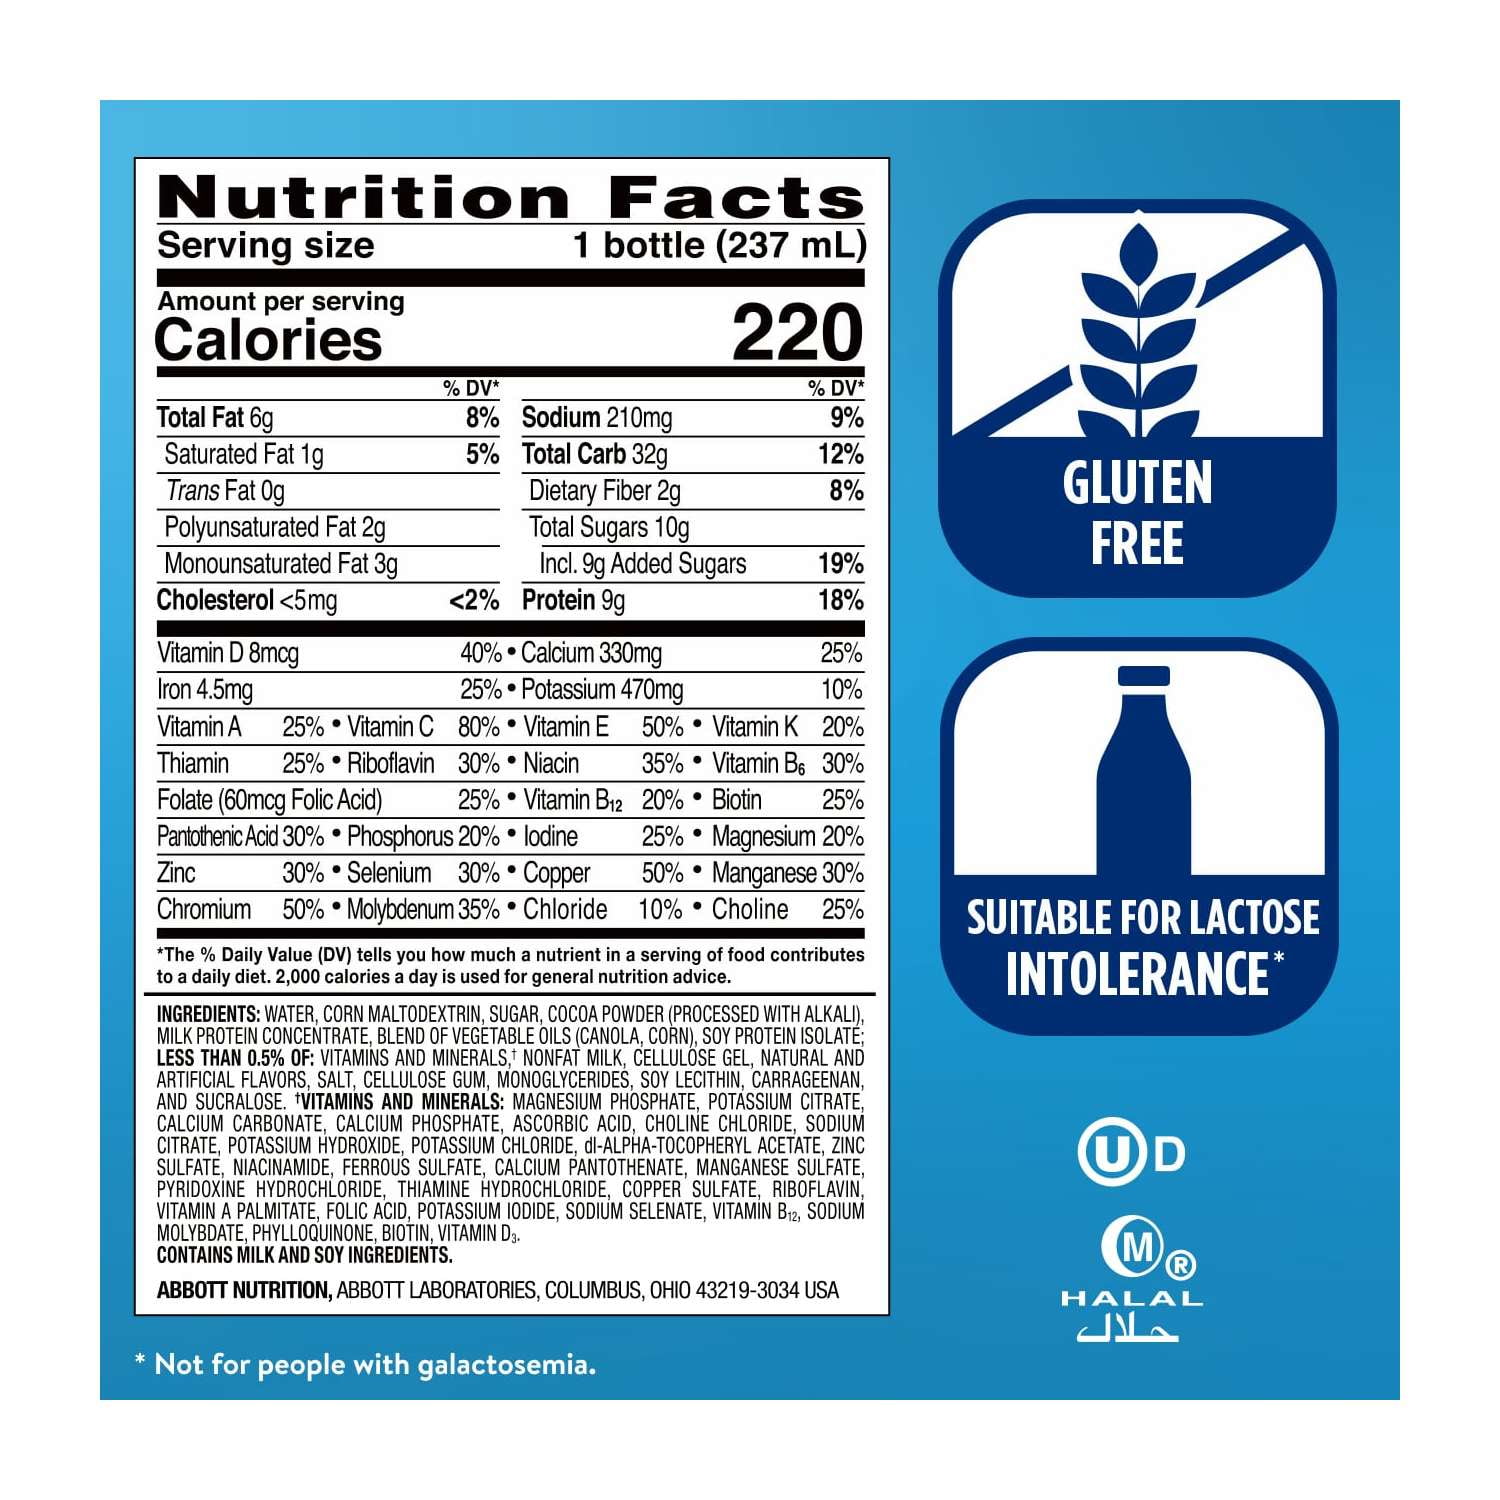 Nutrition Facts
Serving size 1 bottle (237 mL)
Amount per serving
Calories 220
% DV* % DV*
Total Fat 6g 8% Sodium 210mg 9%
Saturated Fat 1g 5% Total Carb 32g 12%
Trans Fat 0g Dietary Fiber 2g 8%
Polyunsaturated Fat 2g Total Sugars 10g
Monounsaturated Fat 3g Incl. 9g Added Sugars 19%
Cholesterol <5mg <2% Protein 9g 18%
Vitamin D 8mcg 40% • Calcium 330mg 25%
Iron 4.5mg 25% • Potassium 470mg 10%
Vitamin A 25% • Vitamin C 80% • Vitamin E 50% • Vitamin K 20%
Thiamin 25% • Riboflavin 30% • Niacin 35% • Vitamin B6 30%
Folate (60mcg Folic Acid) 25% • Vitamin B12 20% • Biotin 25%
Pantothenic Acid 30% • Phosphorus 20% • Iodine 25% • Magnesium 20%
Zinc 30% • Selenium 30% • Copper 50% • Manganese 30%
Chromium 50% • Molybdenum 35% • Chloride 10% • Choline 25%
*The % Daily Value (DV) tells you how much a nutrient in a serving of food contributes
to a daily diet. 2,000 calories a day is used for general nutrition advice.
INGREDIENTS: WATER, CORN MALTODEXTRIN, SUGAR, COCOA POWDER (PROCESSED WITH ALKALI),
MILK PROTEIN CONCENTRATE, BLEND OF VEGETABLE OILS (CANOLA, CORN), SOY PROTEIN ISOLATE;
LESS THAN 0.5% OF: VITAMINS AND MINERALS,† NONFAT MILK, CELLULOSE GEL, NATURAL AND
ARTIFICIAL FLAVORS, SALT, CELLULOSE GUM, MONOGLYCERIDES, SOY LECITHIN, CARRAGEENAN,
AND SUCRALOSE. †VITAMINS AND MINERALS: MAGNESIUM PHOSPHATE, POTASSIUM CITRATE,
CALCIUM CARBONATE, CALCIUM PHOSPHATE, ASCORBIC ACID, CHOLINE CHLORIDE, SODIUM
CITRATE, POTASSIUM HYDROXIDE, POTASSIUM CHLORIDE, dl-ALPHA-TOCOPHERYL ACETATE, ZINC
SULFATE, NIACINAMIDE, FERROUS SULFATE, CALCIUM PANTOTHENATE, MANGANESE SULFATE,
PYRIDOXINE HYDROCHLORIDE, THIAMINE HYDROCHLORIDE, COPPER SULFATE, RIBOFLAVIN,
VITAMIN A PALMITATE, FOLIC ACID, POTASSIUM IODIDE, SODIUM SELENATE, VITAMIN B12, SODIUM
MOLYBDATE, PHYLLOQUINONE, BIOTIN, VITAMIN D3.
CONTAINS MILK AND SOY INGREDIENTS.
ABBOTT NUTRITION, ABBOTT LABORATORIES, COLUMBUS, OHIO 43219-3034 USA
* Not for people with galactosemia.
GLUTEN
FREE
SUITABLE FOR LACTOSE
INTOLERANCE*
U D
M ®
HALAL
حلال